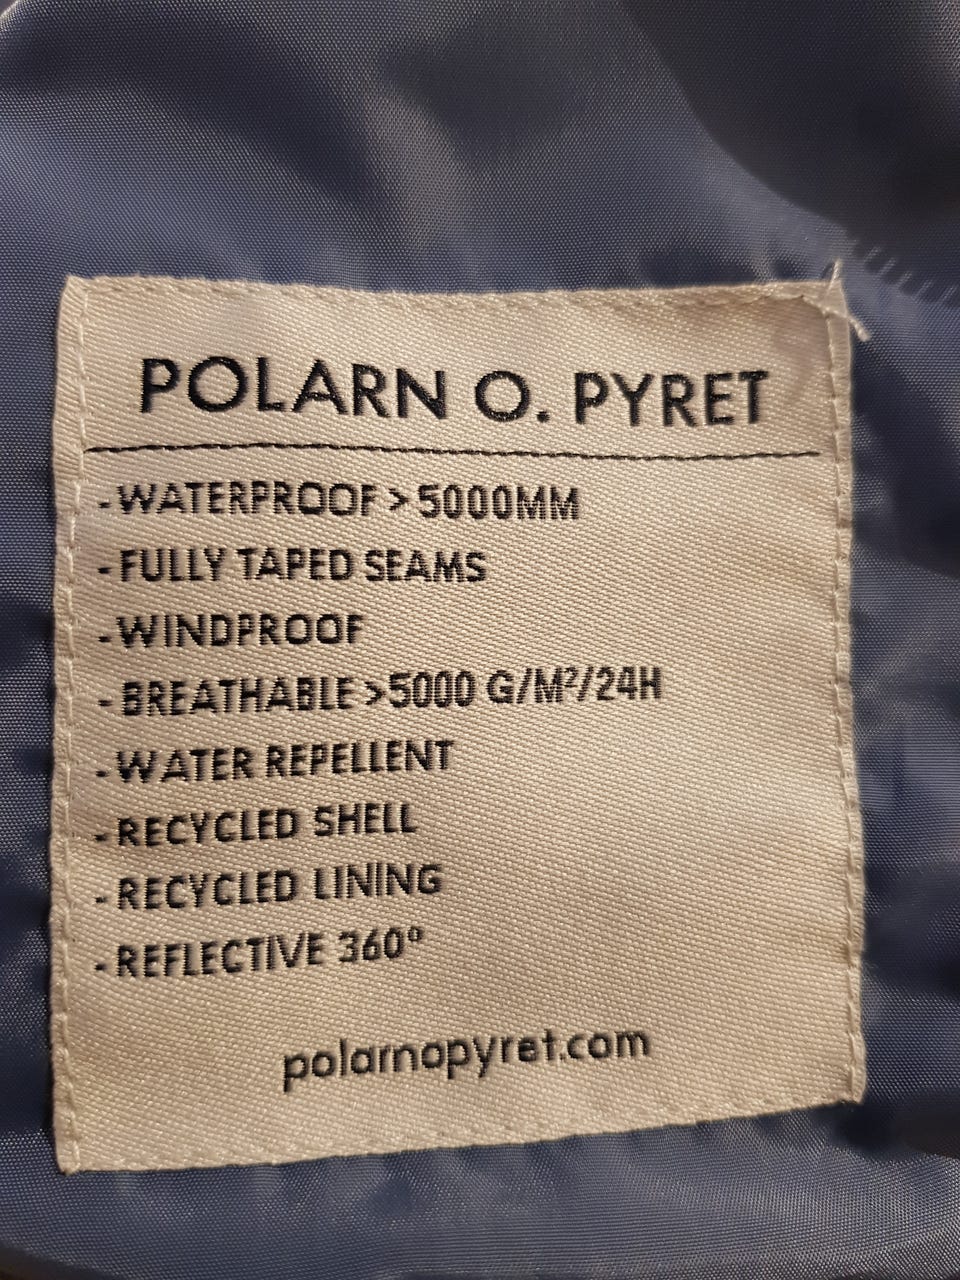 POLARN O. PYRET
- WATERPROOF > 5000MM
- FULLY TAPED SEAMS
- WINDPROOF
- BREATHABLE >5000 G/M²/24H
- WATER REPELLENT
- RECYCLED SHELL
- RECYCLED LINING
- REFLECTIVE 360º
polarnopyret.com